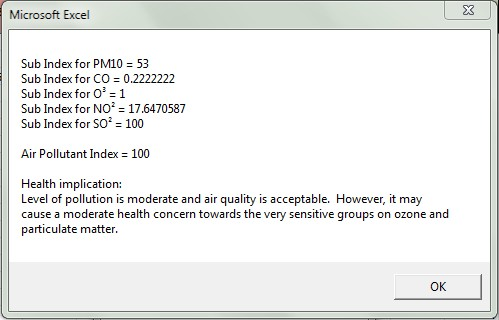 Microsoft Excel
Sub Index for PM10 = 53
Sub Index for CO = 0.2222222
Sub Index for O³ = 1
Sub Index for NO² = 17.6470587
Sub Index for SO² = 100
Air Pollutant Index = 100
Health implication:
Level of pollution is moderate and air quality is acceptable.  However, it may
cause a moderate health concern towards the very sensitive groups on ozone and
particulate matter.
OK